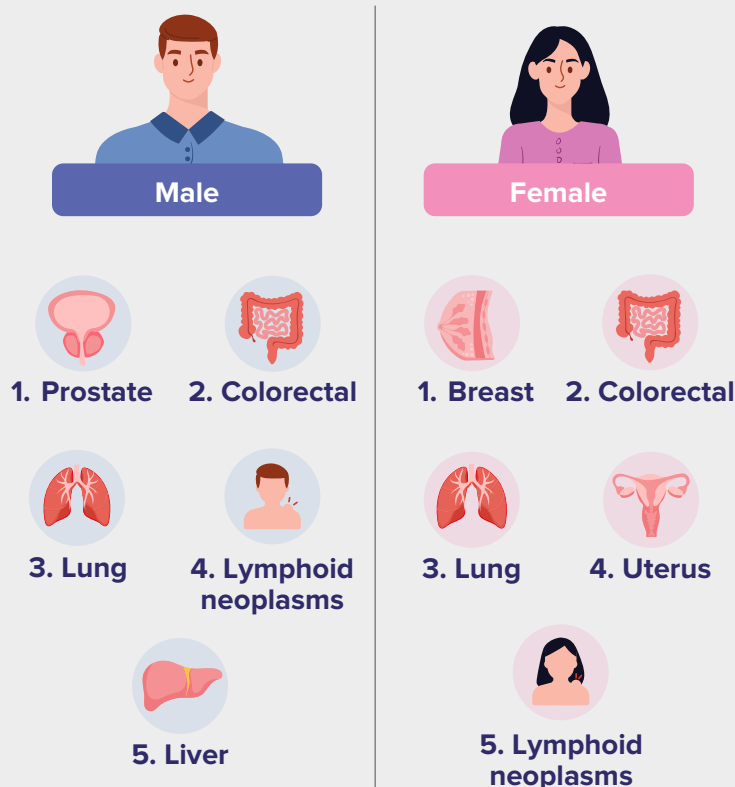 Male
1. Prostate
2. Colorectal
3. Lung
4. Lymphoid
neoplasms
5. Liver
Female
1. Breast
2. Colorectal
3. Lung
4. Uterus
5. Lymphoid
neoplasms